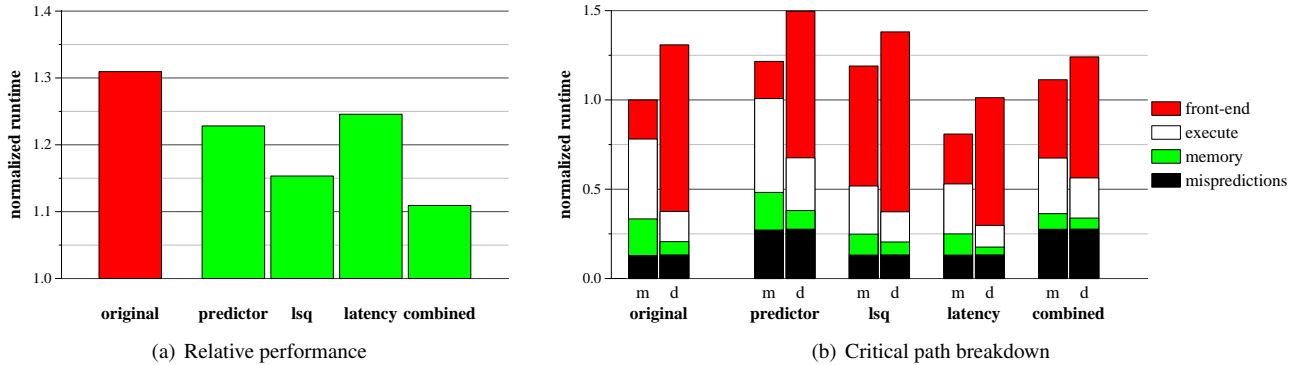 1.4
1.3
1.2
1.1
1.0
normalized runtime
original predictor lsq latency combined
(a) Relative performance
1.5
1.0
0.5
0.0
normalized runtime
m d m d m d m d m d
original predictor lsq latency combined
front-end
execute
memory
mispredictions
(b) Critical path breakdown